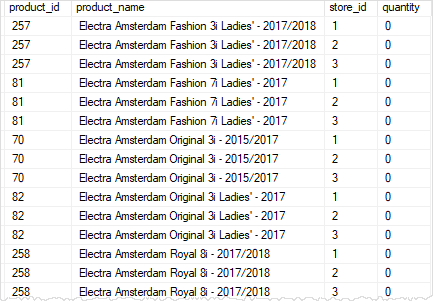 product_id product_name store_id quantity
257 Electra Amsterdam Fashion 3i Ladies' - 2017/2018 1 0
257 Electra Amsterdam Fashion 3i Ladies' - 2017/2018 2 0
257 Electra Amsterdam Fashion 3i Ladies' - 2017/2018 3 0
81 Electra Amsterdam Fashion 7i Ladies' - 2017 1 0
81 Electra Amsterdam Fashion 7i Ladies' - 2017 2 0
81 Electra Amsterdam Fashion 7i Ladies' - 2017 3 0
70 Electra Amsterdam Original 3i - 2015/2017 1 0
70 Electra Amsterdam Original 3i - 2015/2017 2 0
70 Electra Amsterdam Original 3i - 2015/2017 3 0
82 Electra Amsterdam Original 3i Ladies' - 2017 1 0
82 Electra Amsterdam Original 3i Ladies' - 2017 2 0
82 Electra Amsterdam Original 3i Ladies' - 2017 3 0
258 Electra Amsterdam Royal 8i - 2017/2018 1 0
258 Electra Amsterdam Royal 8i - 2017/2018 2 0
258 Electra Amsterdam Royal 8i - 2017/2018 3 0